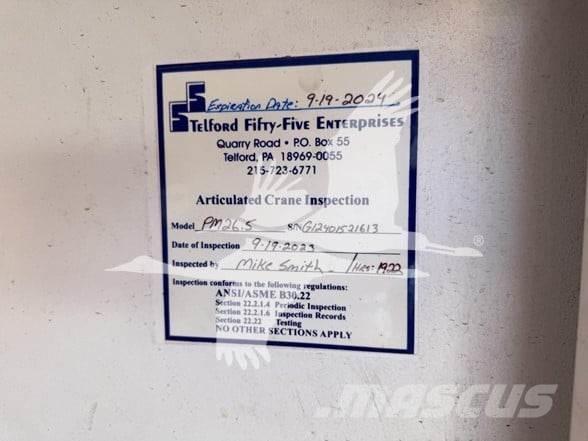 Expiration Date: 9-19-2024
Telford Fifty-Five Enterprises
Quarry Road • P.O. Box 55
Telford, PA 18969-0055
215-723-6771
Articulated Crane Inspection
Model PM26.5 S/N G12401521613
Date of Inspection 9-19-2023
Inspected by Mike Smith / Hrs: 1922
Inspection conforms to the following regulations:
ANSI/ASME B30.22
Section 22.2.1.4 Periodic Inspection
Section 22.2.1.6 Inspection Records
Section 22.22 Testing
NO OTHER SECTIONS APPLY
MASCUS